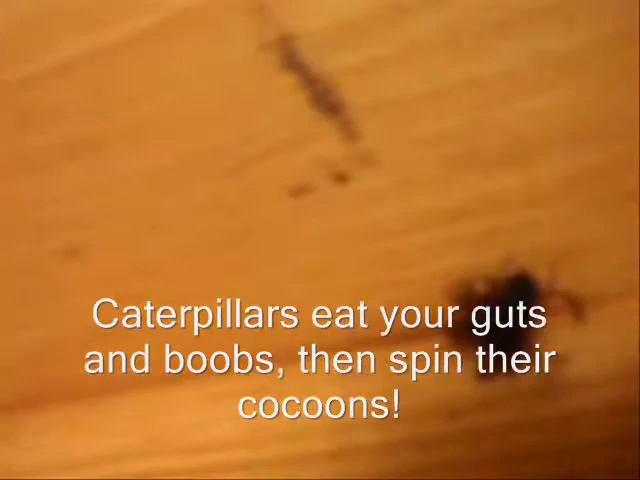 Caterpillars eat your guts
and boobs, then spin their
cocoons!